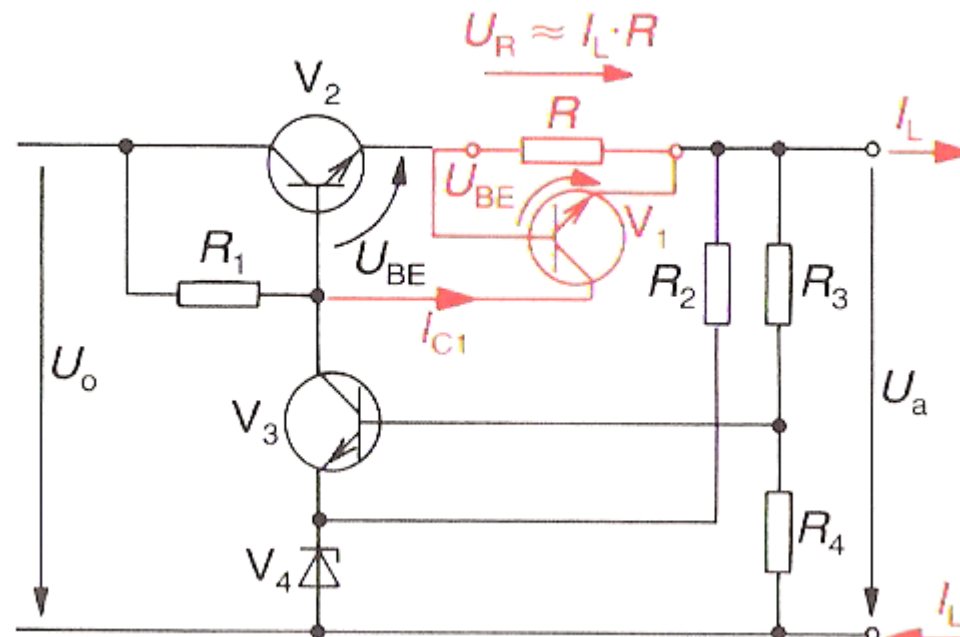 U_R ≈ I_L · R
V_2
R
I_L
U_BE
V_1
R_1
U_BE
R_2
R_3
I_C1
U_o
U_a
V_3
R_4
V_4
I_L